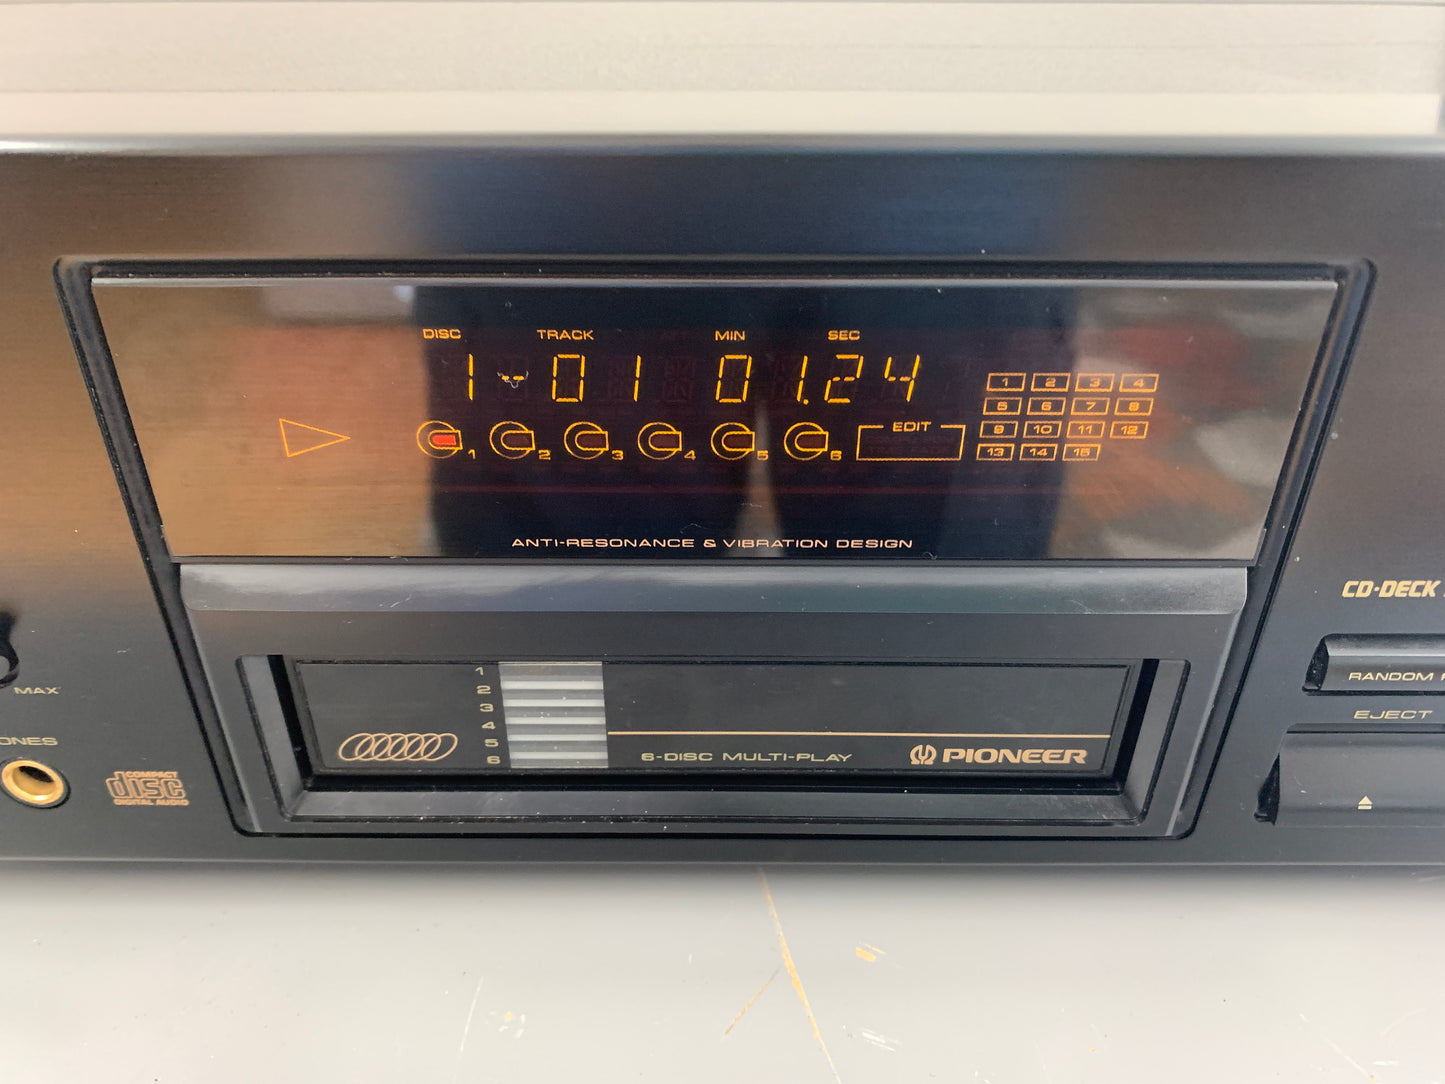 DISC TRACK MIN SEC
1-01 01.24
1 2 3 4 5 6
EDIT
1 2 3 4
5 6 7 8
9 10 11 12
13 14 15
ANTI-RESONANCE & VIBRATION DESIGN
CD·DECK
RANDOM
EJECT
MAX
ONES
COMPACT
disc
DIGITAL AUDIO
1
2
3
4
5
6
6-DISC MULTI-PLAY
PIONEER